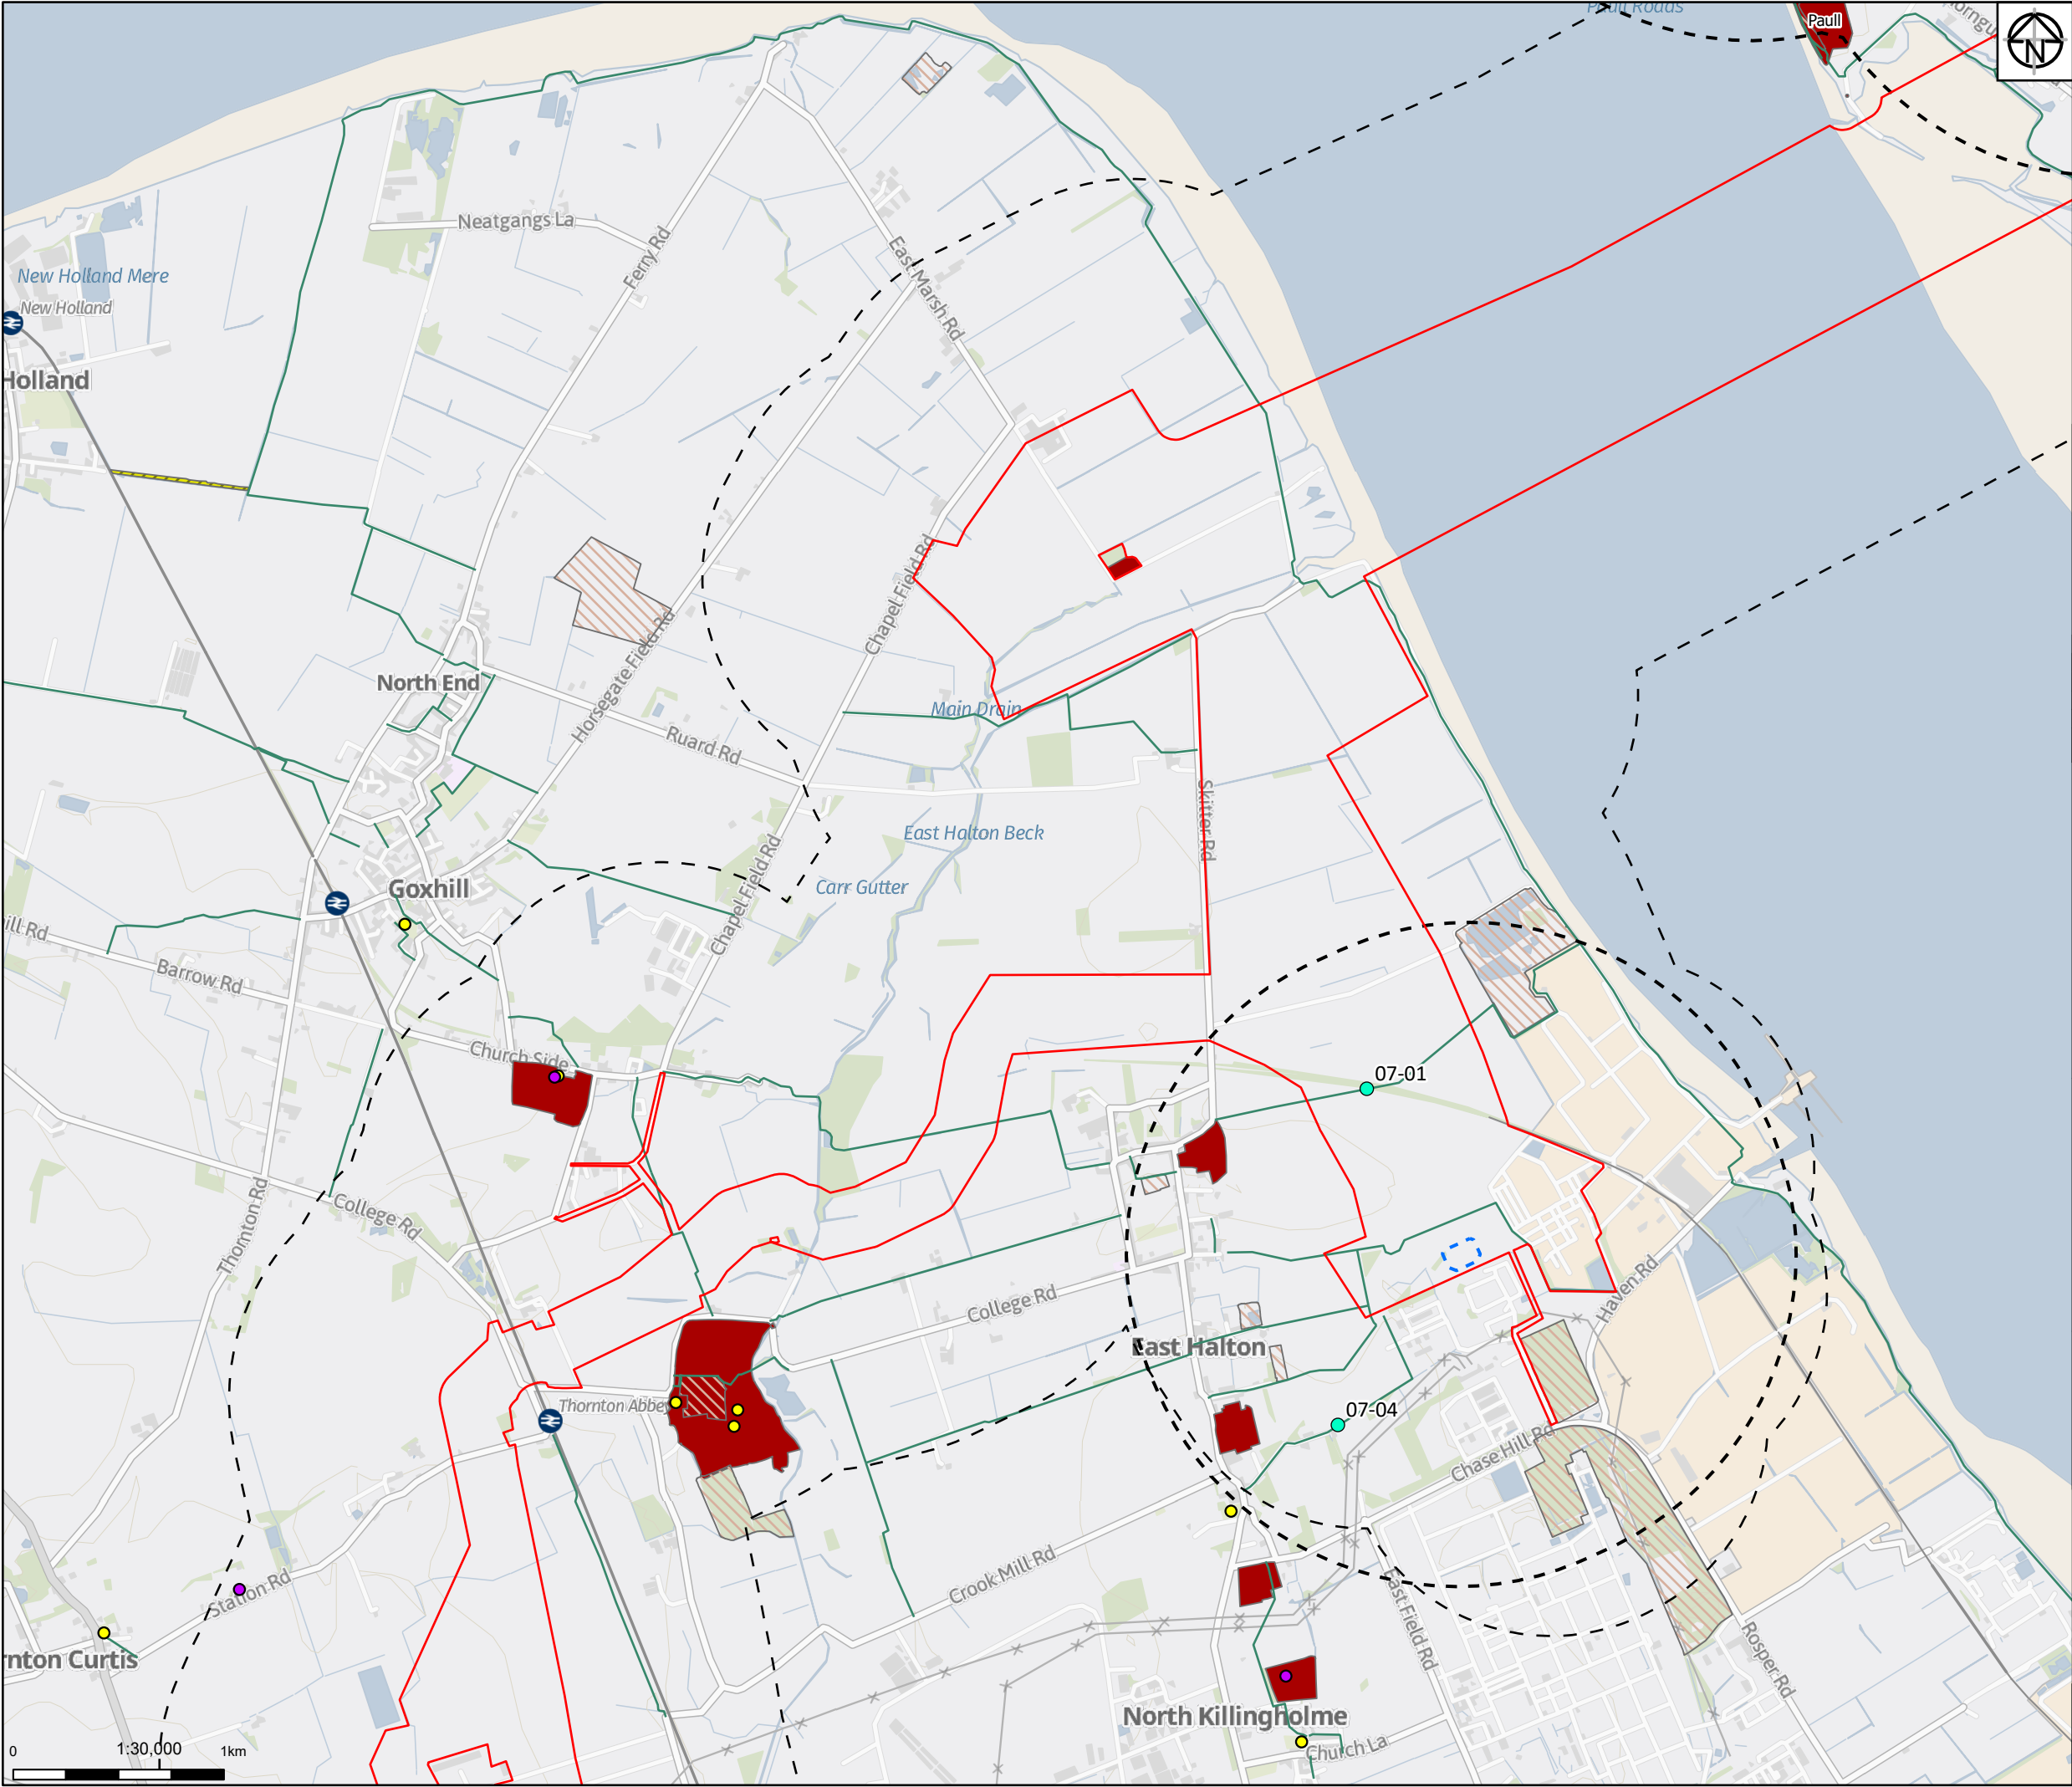 Paull Roads
Paull
N
Neatgangs La
Ferry Rd
East Marsh Rd
New Holland Mere
New Holland
Holland
Chapel Field Rd
North End
Horsegate Field Rd
Ruard Rd
Main Drain
Skitter Rd
East Halton Beck
Carr Gutter
Chapel Field Rd
Goxhill
ill Rd
Barrow Rd
Church Side
07-01
Thornton Rd
College Rd
College Rd
Haven Rd
East Halton
Thornton Abbey
07-04
Chase Hill Rd
Crook Mill Rd
Station Rd
East Field Rd
rnton Curtis
Rosper Rd
North Killingholme
Church La
0
1:30,000
1km